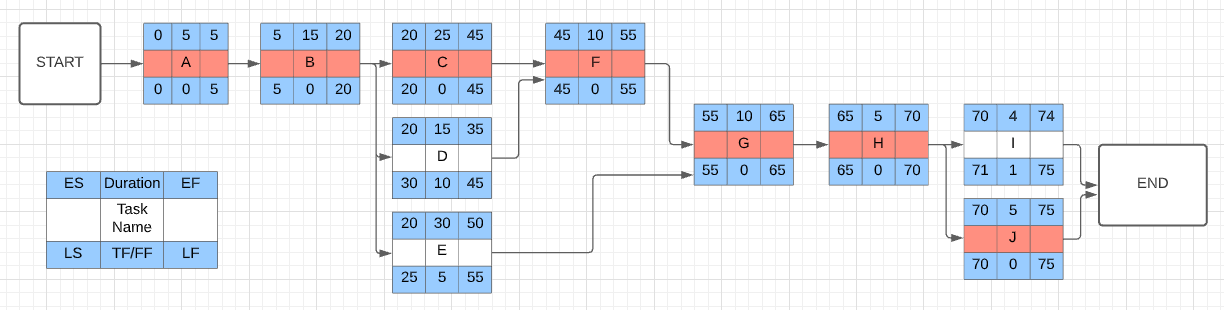 START
0 5 5
A
0 0 5
5 15 20
B
5 0 20
20 25 45
C
20 0 45
45 10 55
F
45 0 55
20 15 35
D
30 10 45
20 30 50
E
25 5 55
55 10 65
G
55 0 65
65 5 70
H
65 0 70
70 4 74
I
71 1 75
70 5 75
J
70 0 75
END
ES Duration EF
Task
Name
LS TF/FF LF